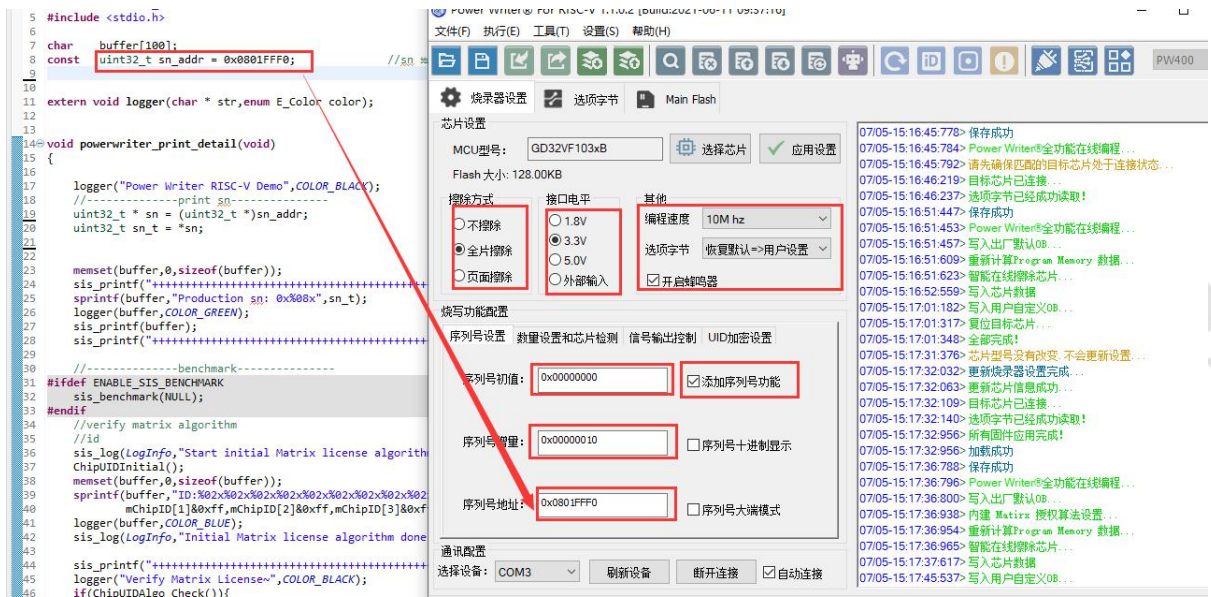 5 #include <stdio.h>
6
7 char buffer[100];
8 const uint32_t sn_addr = 0x0801FFF0; //sn
9
10
11 extern void logger(char * str,enum E_Color color);
12
13
14 void powerwriter_print_detail(void)
15 {
16
17 logger("Power Writer RISC-V Demo",COLOR_BLACK);
18 //--------------print sn--------------
19 uint32_t * sn = (uint32_t *)sn_addr;
20 uint32_t sn_t = *sn;
21
22
23 memset(buffer,0,sizeof(buffer));
24 sis_printf("++++++++++++++++++++++++++++++++++++++
25 sprintf(buffer,"Production sn: 0x%08x",sn_t);
26 logger(buffer,COLOR_GREEN);
27 sis_printf(buffer);
28 sis_printf("++++++++++++++++++++++++++++++++++++++
29
30 //--------------benchmark--------------
31 #ifdef ENABLE_SIS_BENCHMARK
32 sis_benchmark(NULL);
33 #endif
34 //verify matrix algorithm
35 //id
36 sis_log(LogInfo,"Start initial Matrix license algorith
37 ChipUIDInitial();
38 memset(buffer,0,sizeof(buffer));
39 sprintf(buffer,"ID:%02x%02x%02x%02x%02x%02x%02x%02x%02
40 mChipID[1]&0xff,mChipID[2]&0xff,mChipID[3]&0xf
41 logger(buffer,COLOR_BLUE);
42 sis_log(LogInfo,"Initial Matrix license algorithm done
43
44 sis_printf("++++++++++++++++++++++++++++++++++++++
45 logger("Verify Matrix License~",COLOR_BLACK);
46 if(ChipUIDAlgo_Check()){
Power Writer® For RISC-V 1.1.0.2 [Build:2021-06-11 09:57:16]
文件(F) 执行(E) 工具(T) 设置(S) 帮助(H)
iD PW400
烧录器设置 选项字节 Main Flash
芯片设置
MCU型号: GD32VF103xB 选择芯片 应用设置
Flash 大小: 128.00KB
擦除方式 接口电平 其他
不擦除 1.8V 编程速度 10M hz
全片擦除 3.3V 选项字节 恢复默认=>用户设置
5.0V
页面擦除 外部输入 开启蜂鸣器
烧写功能配置
序列号设置 数量设置和芯片检测 信号输出控制 UID加密设置
序列号初值: 0x00000000 添加序列号功能
序列号增量: 0x00000010 序列号十进制显示
序列号地址: 0x0801FFF0 序列号大端模式
通讯配置
选择设备: COM3 刷新设备 断开连接 自动连接
07/05-15:16:45:778> 保存成功
07/05-15:16:45:784> Power Writer®全功能在线编程...
07/05-15:16:45:792> 请先确保匹配的目标芯片处于连接状态...
07/05-15:16:46:219> 目标芯片已连接...
07/05-15:16:46:237> 选项字节已经成功读取!
07/05-15:16:51:447> 保存成功
07/05-15:16:51:453> Power Writer®全功能在线编程...
07/05-15:16:51:457> 写入出厂默认OB...
07/05-15:16:51:609> 重新计算Program Memory 数据...
07/05-15:16:51:623> 智能在线擦除芯片...
07/05-15:16:52:559> 写入芯片数据
07/05-15:17:01:182> 写入用户自定义OB...
07/05-15:17:01:317> 复位目标芯片...
07/05-15:17:01:348> 全部完成!
07/05-15:17:31:376> 芯片型号没有改变.不会更新设置...
07/05-15:17:32:032> 更新烧录器设置完成...
07/05-15:17:32:063> 更新芯片信息成功...
07/05-15:17:32:109> 目标芯片已连接...
07/05-15:17:32:140> 选项字节已经成功读取!
07/05-15:17:32:956> 所有固件应用完成!
07/05-15:17:32:956> 加载成功
07/05-15:17:36:788> 保存成功
07/05-15:17:36:796> Power Writer®全功能在线编程...
07/05-15:17:36:800> 写入出厂默认OB...
07/05-15:17:36:938> 内建 Matirx 授权算法设置...
07/05-15:17:36:954> 重新计算Program Memory 数据...
07/05-15:17:36:965> 智能在线擦除芯片...
07/05-15:17:37:617> 写入芯片数据
07/05-15:17:45:537> 写入用户自定义OB...